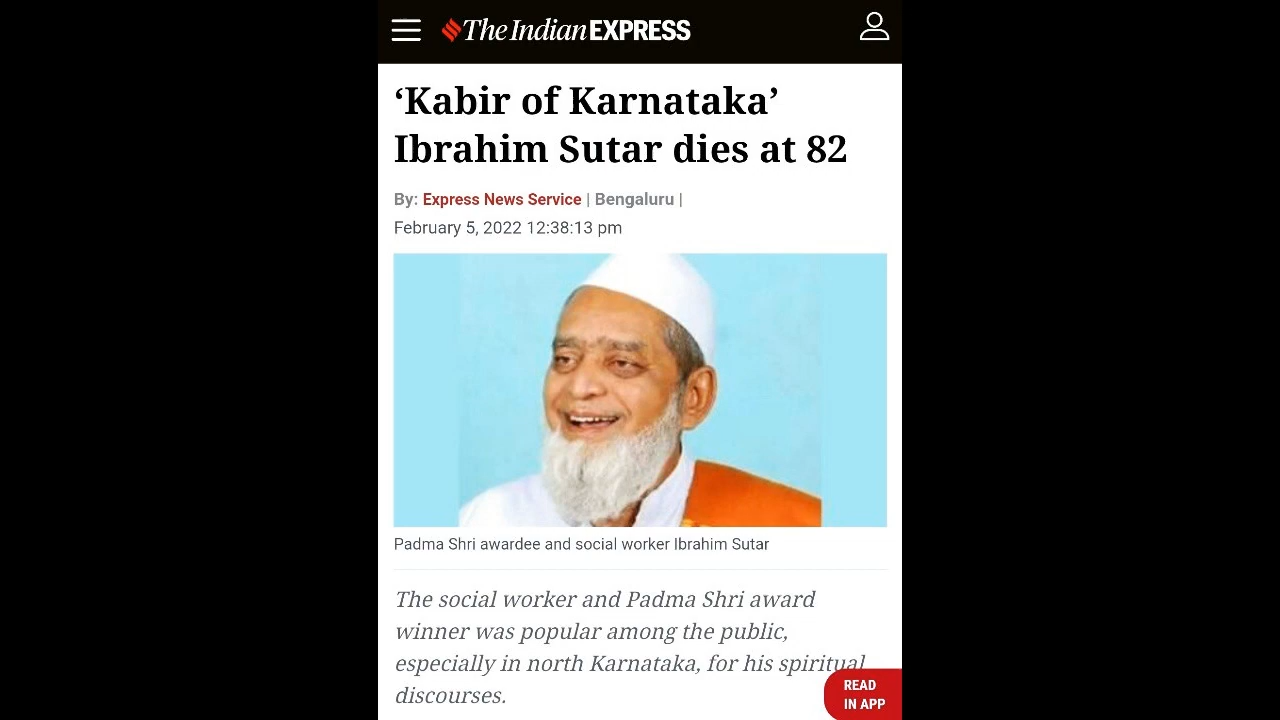 The Indian EXPRESS
‘Kabir of Karnataka’
Ibrahim Sutar dies at 82
By: Express News Service | Bengaluru |
February 5, 2022 12:38:13 pm
Padma Shri awardee and social worker Ibrahim Sutar
The social worker and Padma Shri award
winner was popular among the public,
especially in north Karnataka, for his spiritual
discourses.
READ
IN APP